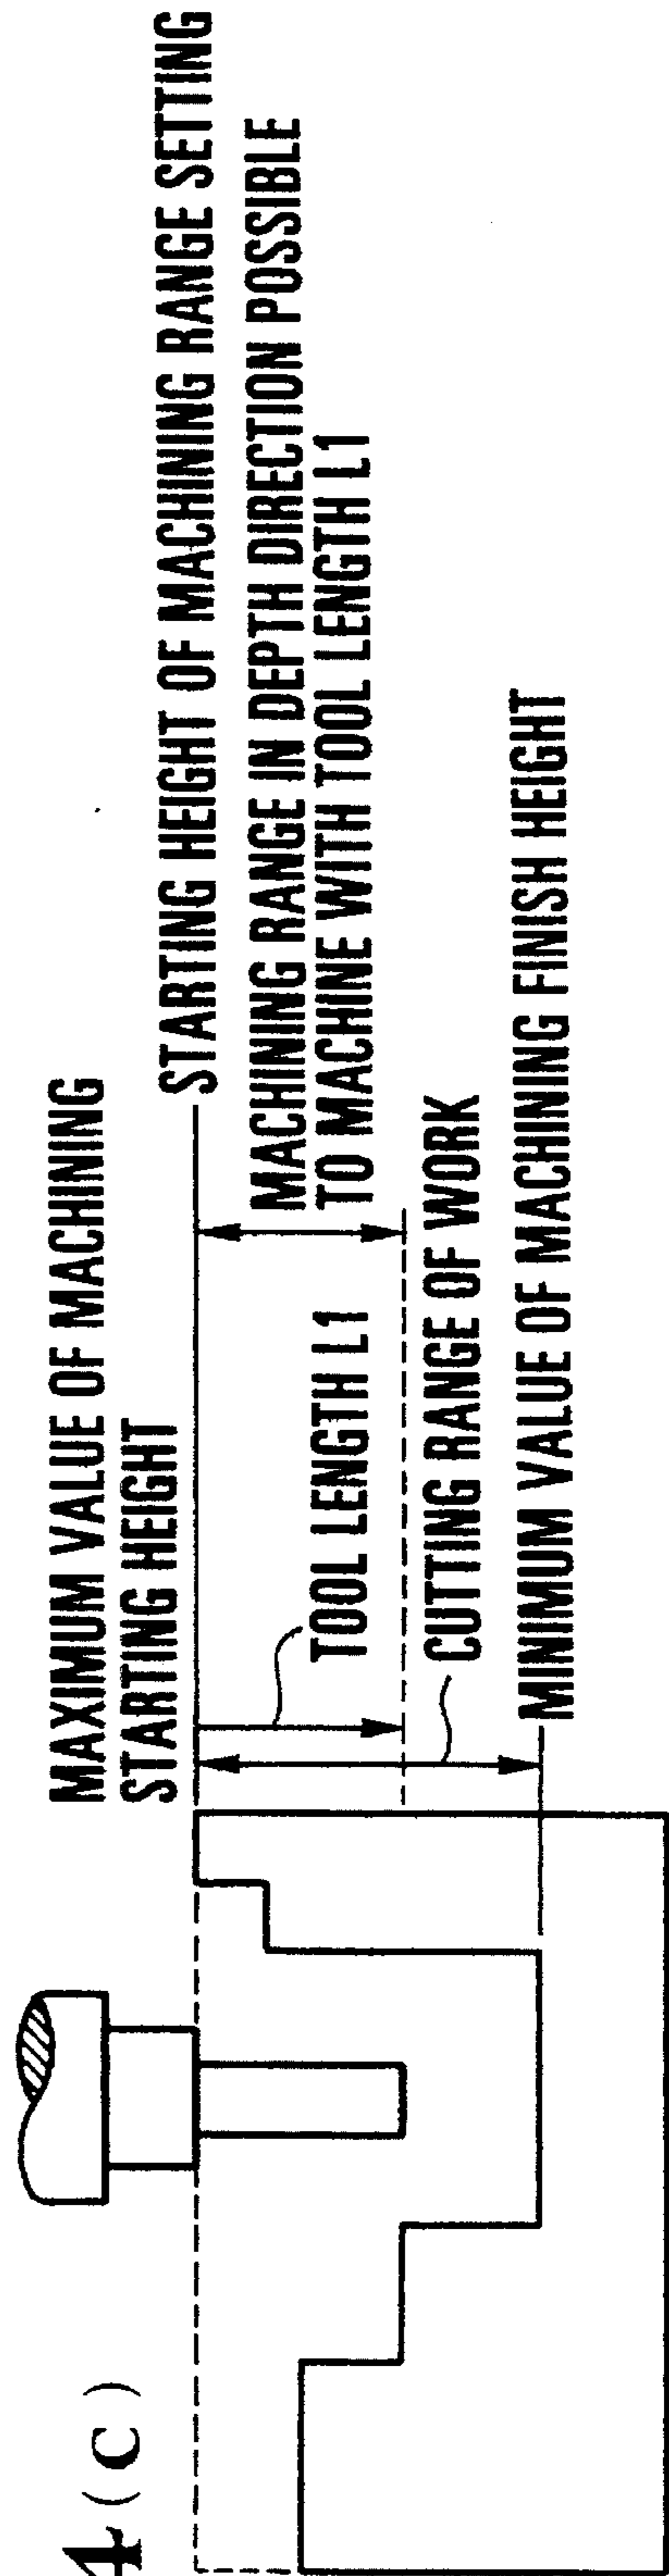 4(C)
MAXIMUM VALUE OF MACHINING
STARTING HEIGHT
STARTING HEIGHT OF MACHINING RANGE SETTING
MACHINING RANGE IN DEPTH DIRECTION POSSIBLE
TO MACHINE WITH TOOL LENGTH L1
TOOL LENGTH L1
CUTTING RANGE OF WORK
MINIMUM VALUE OF MACHINING FINISH HEIGHT